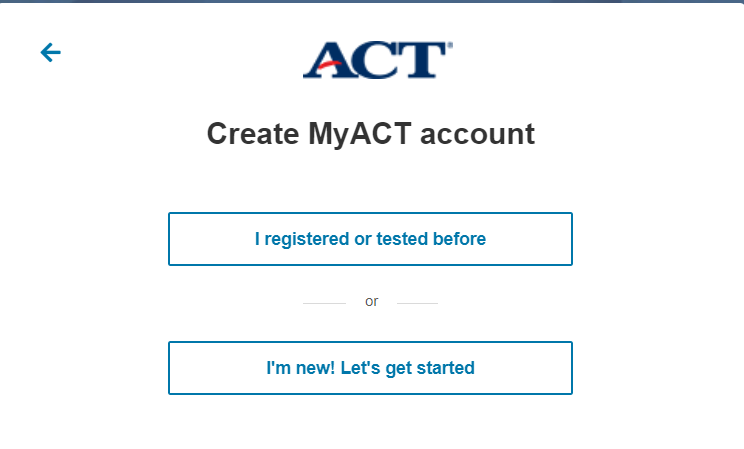 ACT®
Create MyACT account
I registered or tested before
or
I'm new! Let's get started